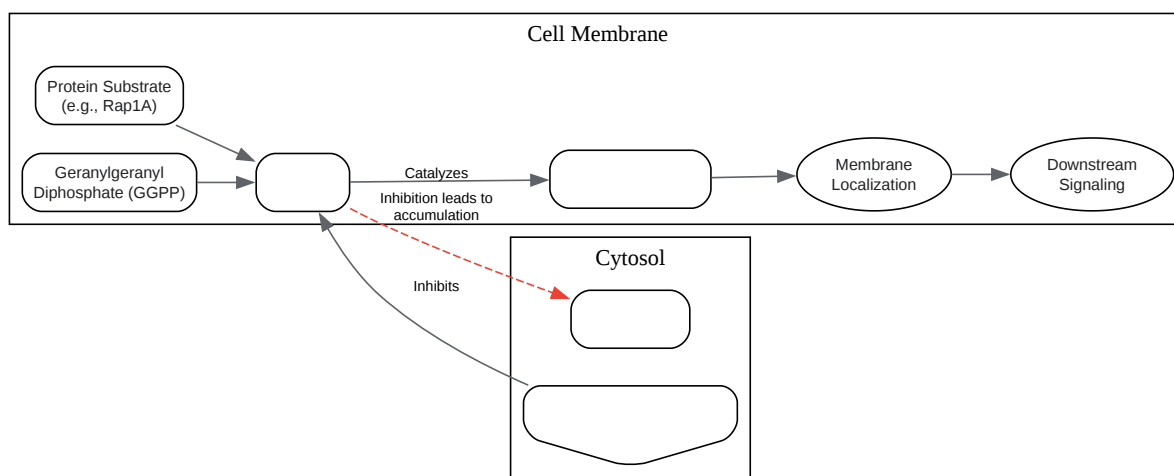 Cell Membrane
Protein Substrate
(e.g., Rap1A)
Geranylgeranyl
Diphosphate (GGPP)
Catalyzes
Inhibition leads to
accumulation
Membrane
Localization
Downstream
Signaling
Cytosol
Inhibits